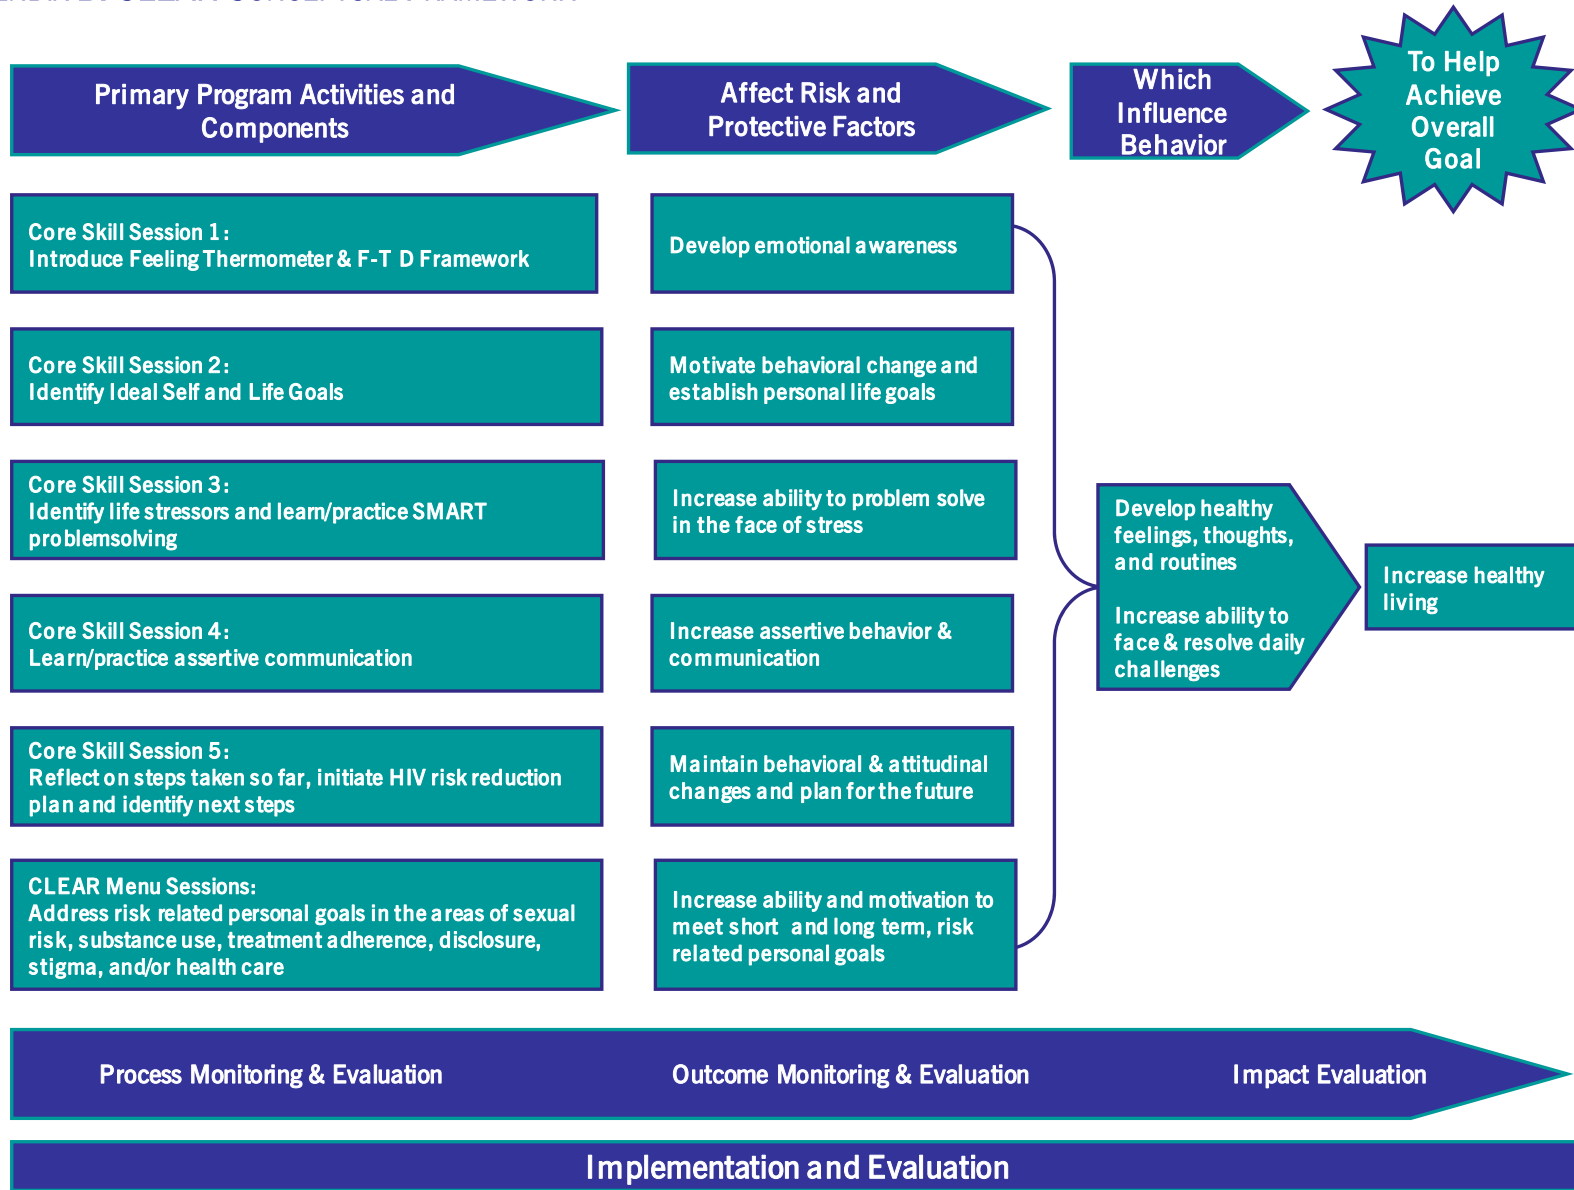 Primary Program Activities and
Components
Affect Risk and
Protective Factors
Which
Influence
Behavior
To Help
Achieve
Overall
Goal
Core Skill Session 1:
Introduce Feeling Thermometer & F-T D Framework
Develop emotional awareness
Core Skill Session 2:
Identify Ideal Self and Life Goals
Motivate behavioral change and
establish personal life goals
Core Skill Session 3:
Identify life stressors and learn/practice SMART
problemsolving
Increase ability to problem solve
in the face of stress
Core Skill Session 4:
Learn/practice assertive communication
Increase assertive behavior &
communication
Core Skill Session 5:
Reflect on steps taken so far, initiate HIV risk reduction
plan and identify next steps
Maintain behavioral & attitudinal
changes and plan for the future
CLEAR Menu Sessions:
Address risk related personal goals in the areas of sexual
risk, substance use, treatment adherence, disclosure,
stigma, and/or health care
Increase ability and motivation to
meet short and long term, risk
related personal goals
Develop healthy
feelings, thoughts,
and routines
Increase ability to
face & resolve daily
challenges
Increase healthy
living
Process Monitoring & Evaluation
Outcome Monitoring & Evaluation
Impact Evaluation
Implementation and Evaluation